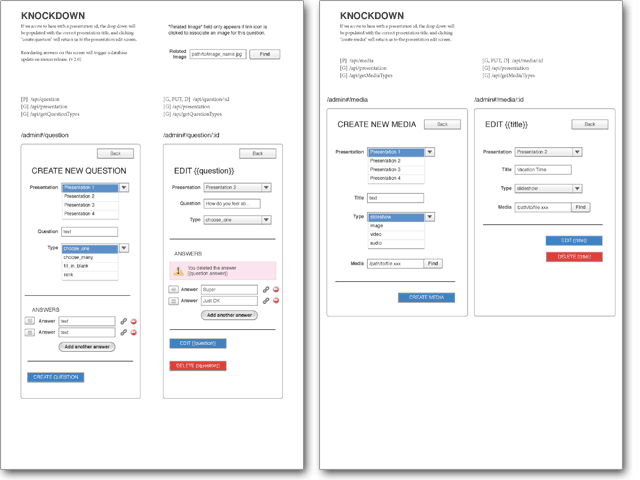 KNOCKDOWN
If we come to here with a presentation id, the drop down will
be populated with the correct presentation title, and clicking
'create question' will return us to the presentation edit screen.
Reordering answers on this screen will trigger a database
update on mouse release. (v 2.0)
"Related Image" field only appears if link icon is
clicked to associate an image for this question.
Related
Image
path/to/image_name.jpg
Find
[P] /api/question
[G] /api/presentation
[G] /api/getQuestionTypes
[G, PUT, D] /api/question/:id
[G] /api/presentation
[G] /api/getQuestionTypes
/admin#/question
Back
CREATE NEW QUESTION
Presentation
Presentation 1
Presentation 2
Presentation 3
Presentation 4
Question
text
Type
choose_one
choose_many
fill_in_blank
rank
ANSWERS
Answer
text
Answer
text
Add another answer
CREATE QUESTION
/admin#/question/:id
Back
EDIT {{question}}
Presentation
Presentation 2
Question
How do you feel ab...
Type
choose_one
ANSWERS
You deleted the answer
{{question.answer}}
Answer
Super
Answer
Just OK
Add another answer
EDIT {{question}}
DELETE {{question}}
KNOCKDOWN
If we come to here with a presentation id, the drop down will
be populated with the correct presentation title, and clicking
'create media' will return us to the presentation edit screen.
[P] /api/media
[G] /api/presentation
[G] /api/getMediaTypes
[G, PUT, D] /api/media/:id
[G] /api/presentation
[G] /api/getMediaTypes
/admin#/media
CREATE NEW MEDIA
Back
Presentation
Presentation 1
Presentation 2
Presentation 3
Presentation 4
Title
text
Type
slideshow
image
video
audio
Media
/path/to/file.xxx
Find
CREATE MEDIA
/admin#/media/:id
EDIT {{title}}
Back
Presentation
Presentation 2
Title
Vacation Time
Type
slideshow
Media
/path/to/file.xxx
Find
EDIT {{title}}
DELETE {{title}}